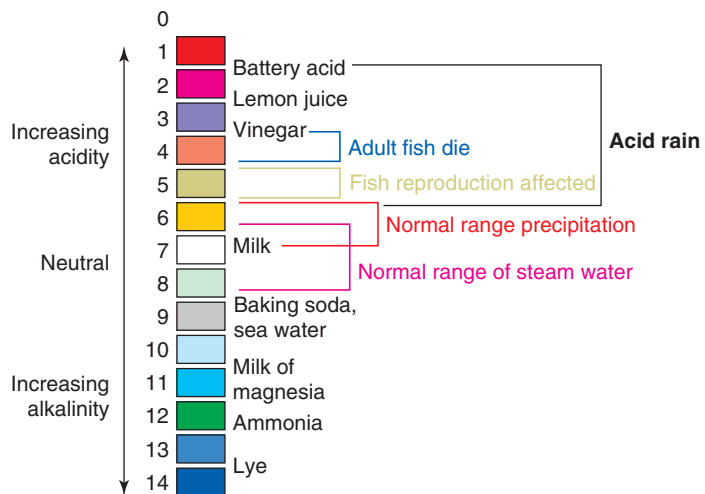 0
1
2
3
4
5
6
7
8
9
10
11
12
13
14
Increasing
acidity
Neutral
Increasing
alkalinity
Battery acid
Lemon juice
Vinegar
Milk
Baking soda,
sea water
Milk of
magnesia
Ammonia
Lye
Adult fish die
Fish reproduction affected
Normal range precipitation
Normal range of steam water
Acid rain